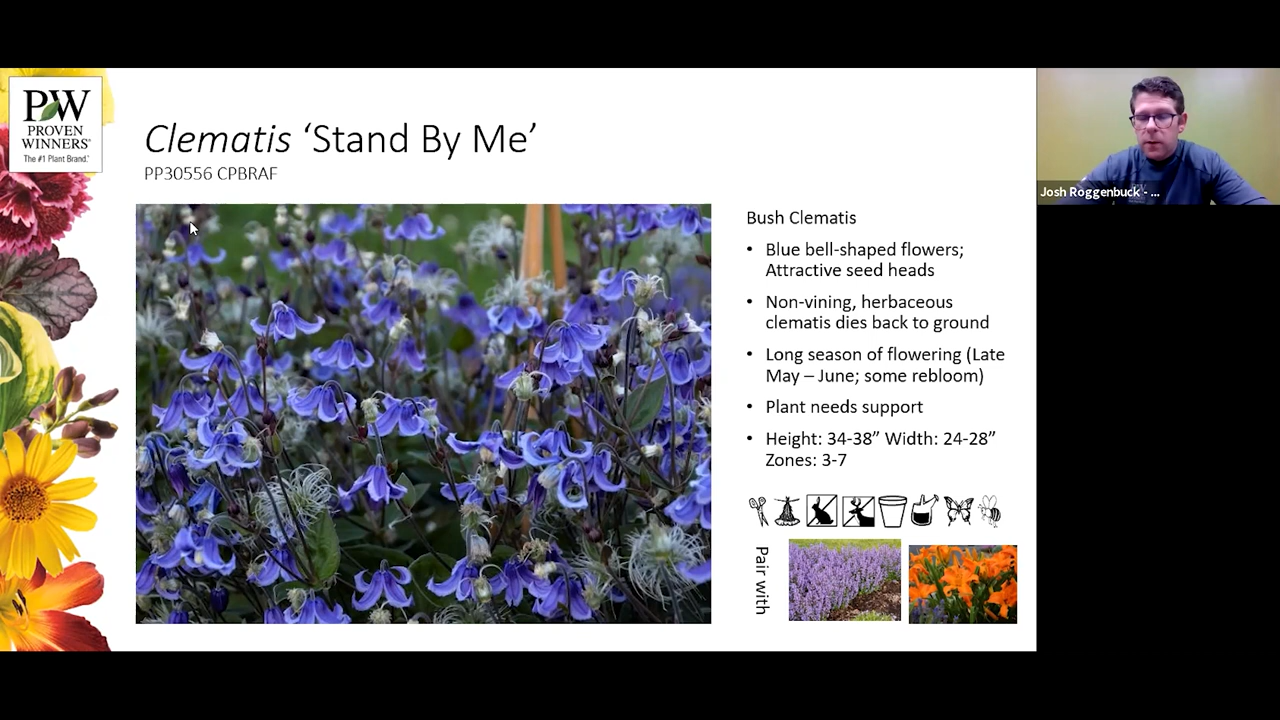 PW
PROVEN
WINNERS®
The #1 Plant Brand.
Clematis ‘Stand By Me’
PP30556 CPBRAF
Josh Roggenbuck - ...
Bush Clematis
• Blue bell-shaped flowers;
Attractive seed heads
• Non-vining, herbaceous
clematis dies back to ground
• Long season of flowering (Late
May – June; some rebloom)
• Plant needs support
• Height: 34-38” Width: 24-28”
Zones: 3-7
Pair with